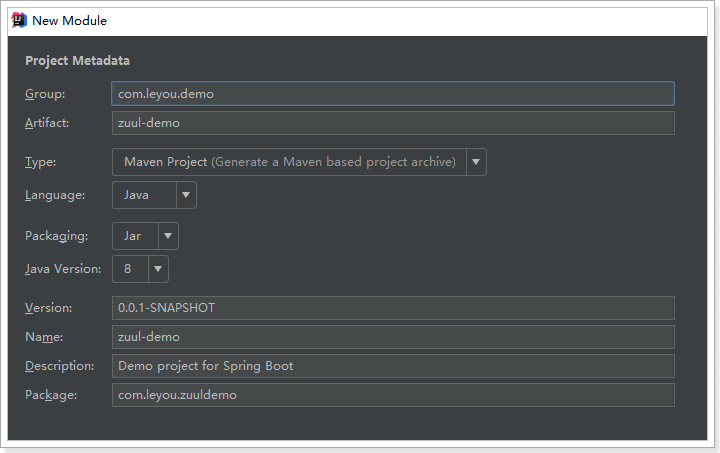 New Module
Project Metadata
Group: com.leyou.demo
Artifact: zuul-demo
Type: Maven Project (Generate a Maven based project archive)
Language: Java
Packaging: Jar
Java Version: 8
Version: 0.0.1-SNAPSHOT
Name: zuul-demo
Description: Demo project for Spring Boot
Package: com.leyou.zuuldemo